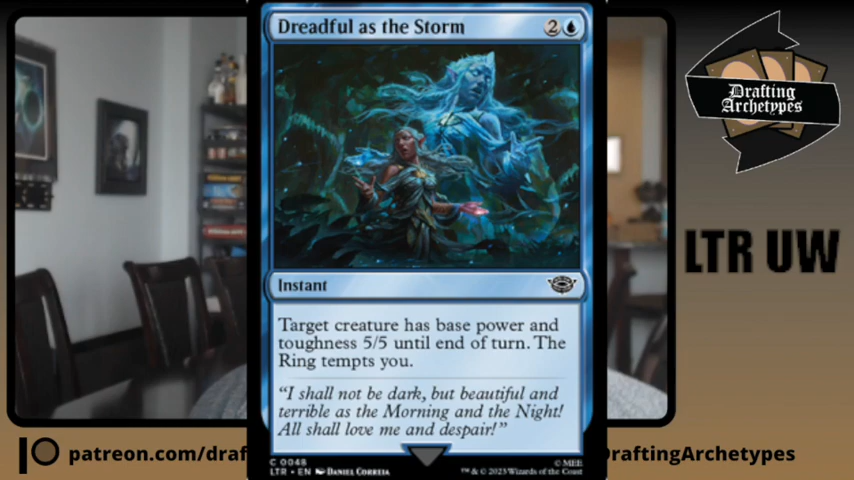 Dreadful as the Storm 2
Drafting
Archetypes
LTR UW
Instant
Target creature has base power and
toughness 5/5 until end of turn. The
Ring tempts you.
"I shall not be dark, but beautiful and
terrible as the Morning and the Night!
All shall love me and despair!"
patreon.com/draf
DraftingArchetypes
C 0048
LTR • EN DANIEL CORREIA
© MEE
™ & © 2023 Wizards of the Coast